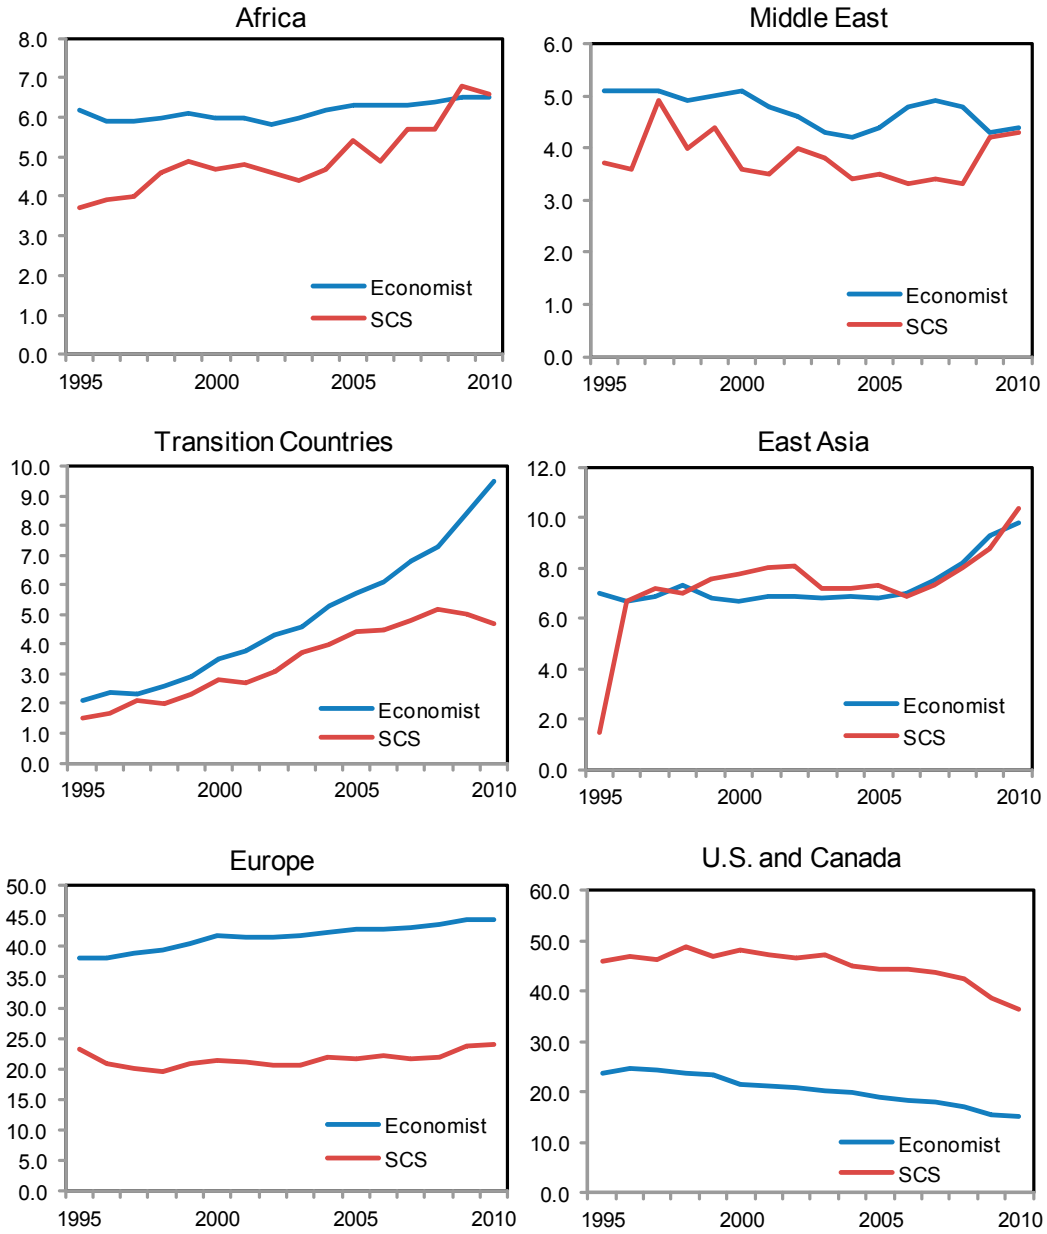 Africa
8.0
7.0
6.0
5.0
4.0
3.0
2.0
1.0
0.0
Economist
SCS
1995 2000 2005 2010
Middle East
6.0
5.0
4.0
3.0
2.0
1.0
0.0
Economist
SCS
1995 2000 2005 2010
Transition Countries
10.0
9.0
8.0
7.0
6.0
5.0
4.0
3.0
2.0
1.0
0.0
Economist
SCS
1995 2000 2005 2010
East Asia
12.0
10.0
8.0
6.0
4.0
2.0
0.0
Economist
SCS
1995 2000 2005 2010
Europe
50.0
45.0
40.0
35.0
30.0
25.0
20.0
15.0
10.0
5.0
0.0
Economist
SCS
1995 2000 2005 2010
U.S. and Canada
60.0
50.0
40.0
30.0
20.0
10.0
0.0
Economist
SCS
1995 2000 2005 2010